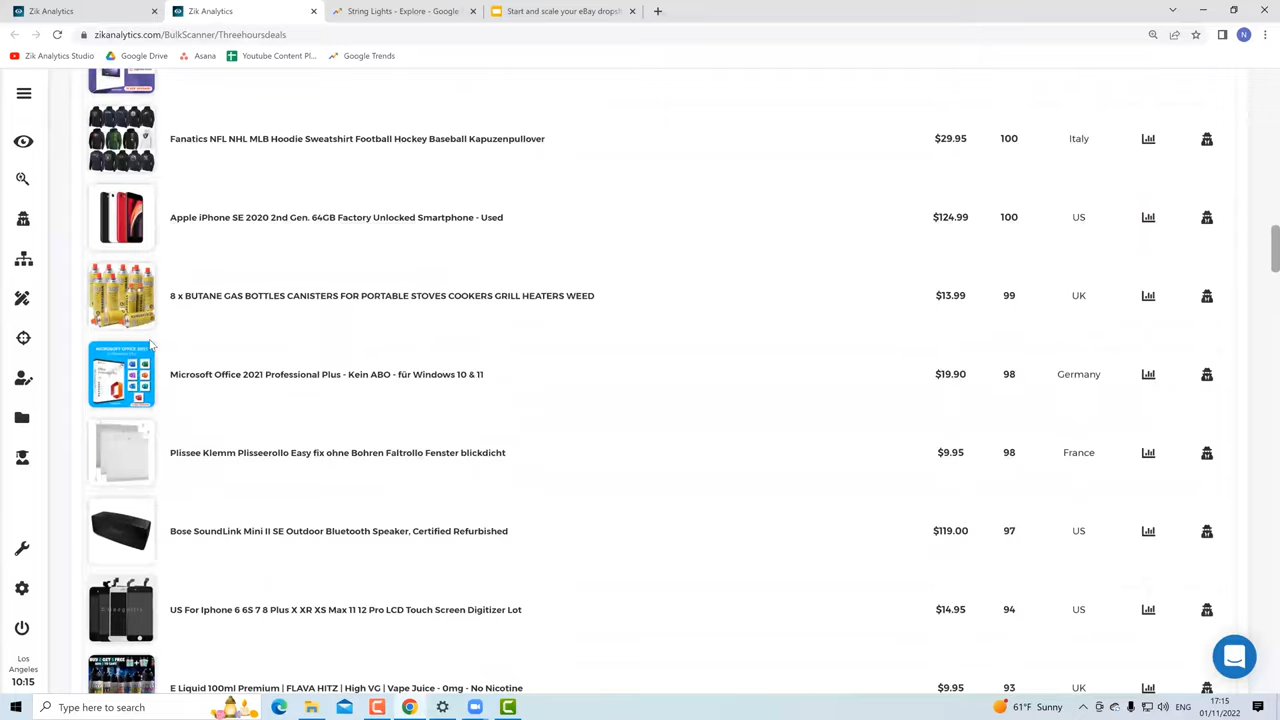 Zik Analytics
Zik Analytics
String Lights - Explore - Google
Start and scale your eBay dropsh
zikanalytics.com/BulkScanner/Threehoursdeals
N
Zik Analytics Studio
Google Drive
Asana
Youtube Content Pl...
Google Trends
Fanatics NFL NHL MLB Hoodie Sweatshirt Football Hockey Baseball Kapuzenpullover $29.95 100 Italy
Apple iPhone SE 2020 2nd Gen. 64GB Factory Unlocked Smartphone - Used $124.99 100 US
8 x BUTANE GAS BOTTLES CANISTERS FOR PORTABLE STOVES COOKERS GRILL HEATERS WEED $13.99 99 UK
MICROSOFT OFFICE 2021
Microsoft Office 2021 Professional Plus - Kein ABO - für Windows 10 & 11 $19.90 98 Germany
Plissee Klemm Plisseerollo Easy fix ohne Bohren Faltrollo Fenster blickdicht $9.95 98 France
Bose SoundLink Mini II SE Outdoor Bluetooth Speaker, Certified Refurbished $119.00 97 US
US For Iphone 6 6S 7 8 Plus X XR XS Max 11 12 Pro LCD Touch Screen Digitizer Lot $14.95 94 US
E Liquid 100ml Premium | FLAVA HITZ | High VG | Vape Juice - 0mg - No Nicotine $9.95 93 UK
Los
Angeles
10:15
Type here to search
61°F Sunny
17:15
01/11/2022